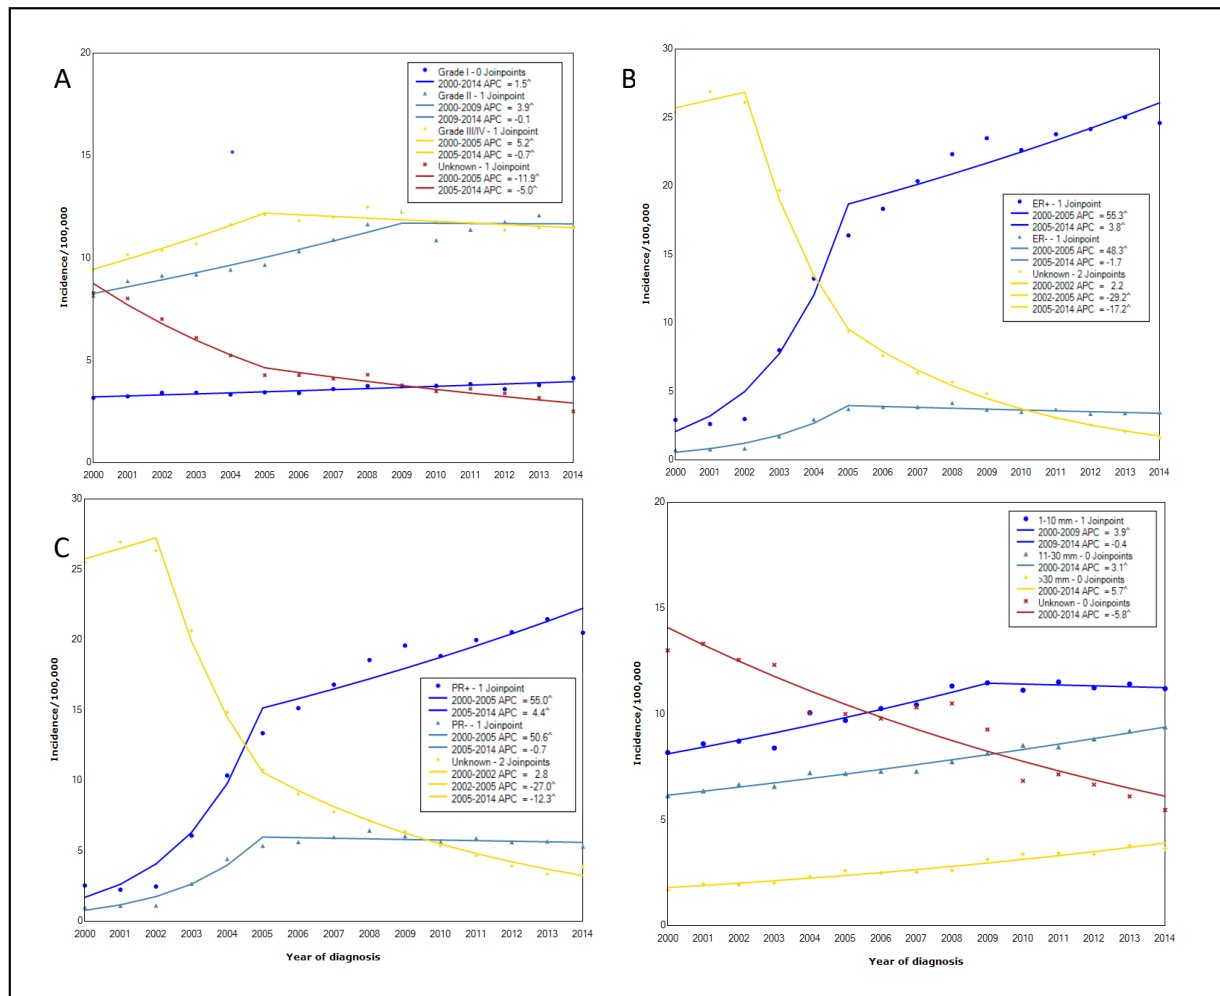 A
Incidence/100,000
20
15
10
5
0
Grade I - 0 Joinpoints
2000-2014 APC = 1.5^
Grade II - 1 Joinpoint
2000-2009 APC = 3.9^
2009-2014 APC = -0.1
Grade III/IV - 1 Joinpoint
2000-2005 APC = 5.2^
2005-2014 APC = -0.7^
Unknown - 1 Joinpoint
2000-2005 APC = -11.9^
2005-2014 APC = -5.0^
2000 2001 2002 2003 2004 2005 2006 2007 2008 2009 2010 2011 2012 2013 2014
B
Incidence/100,000
30
25
20
15
10
5
0
ER+ - 1 Joinpoint
2000-2005 APC = 55.3^
2005-2014 APC = 3.8^
ER- - 1 Joinpoint
2000-2005 APC = 48.3^
2005-2014 APC = -1.7
Unknown - 2 Joinpoints
2000-2002 APC = 2.2
2002-2005 APC = -29.2^
2005-2014 APC = -17.2^
2000 2001 2002 2003 2004 2005 2006 2007 2008 2009 2010 2011 2012 2013 2014
C
Incidence/100,000
30
25
20
15
10
5
0
PR+ - 1 Joinpoint
2000-2005 APC = 55.0^
2005-2014 APC = 4.4^
PR- - 1 Joinpoint
2000-2005 APC = 50.6^
2005-2014 APC = -0.7
Unknown - 2 Joinpoints
2000-2002 APC = 2.8
2002-2005 APC = -27.0^
2005-2014 APC = -12.3^
2000 2001 2002 2003 2004 2005 2006 2007 2008 2009 2010 2011 2012 2013 2014
Year of diagnosis
Incidence/100,000
20
15
10
5
0
1-10 mm - 1 Joinpoint
2000-2009 APC = 3.9^
2009-2014 APC = -0.4
11-30 mm - 0 Joinpoints
2000-2014 APC = 3.1^
>30 mm - 0 Joinpoints
2000-2014 APC = 5.7^
Unknown - 0 Joinpoints
2000-2014 APC = -5.8^
2000 2001 2002 2003 2004 2005 2006 2007 2008 2009 2010 2011 2012 2013 2014
Year of diagnosis